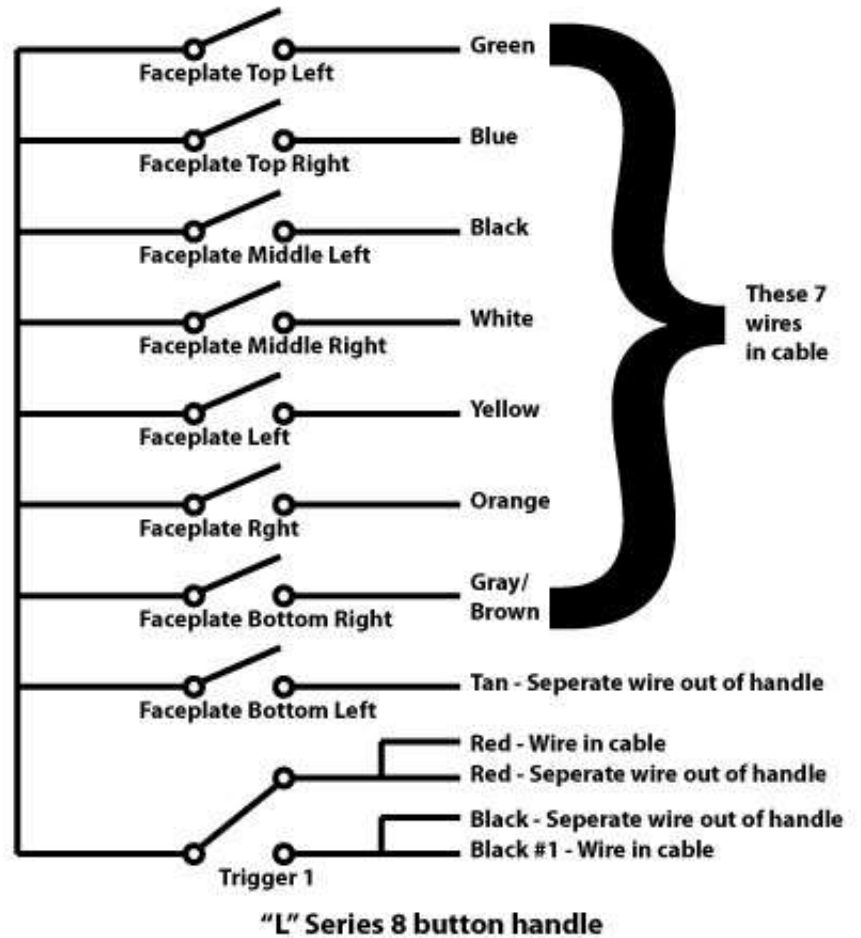 Green
Faceplate Top Left
Blue
Faceplate Top Right
Black
Faceplate Middle Left
These 7
wires
in cable
White
Faceplate Middle Right
Yellow
Faceplate Left
Orange
Faceplate Rght
Gray/
Brown
Faceplate Bottom Right
Tan - Seperate wire out of handle
Faceplate Bottom Left
Red - Wire in cable
Red - Seperate wire out of handle
Black - Seperate wire out of handle
Black #1 - Wire in cable
Trigger 1
“L” Series 8 button handle